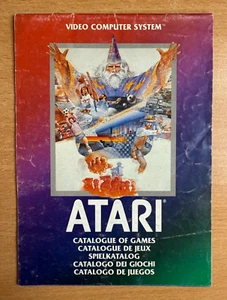 VIDEO COMPUTER SYSTEM™
ATARI®
CATALOGUE OF GAMES
CATALOGUE DE JEUX
SPIELKATALOG
CATALOGO DEI GIOCHI
CATALOGO DE JUEGOS